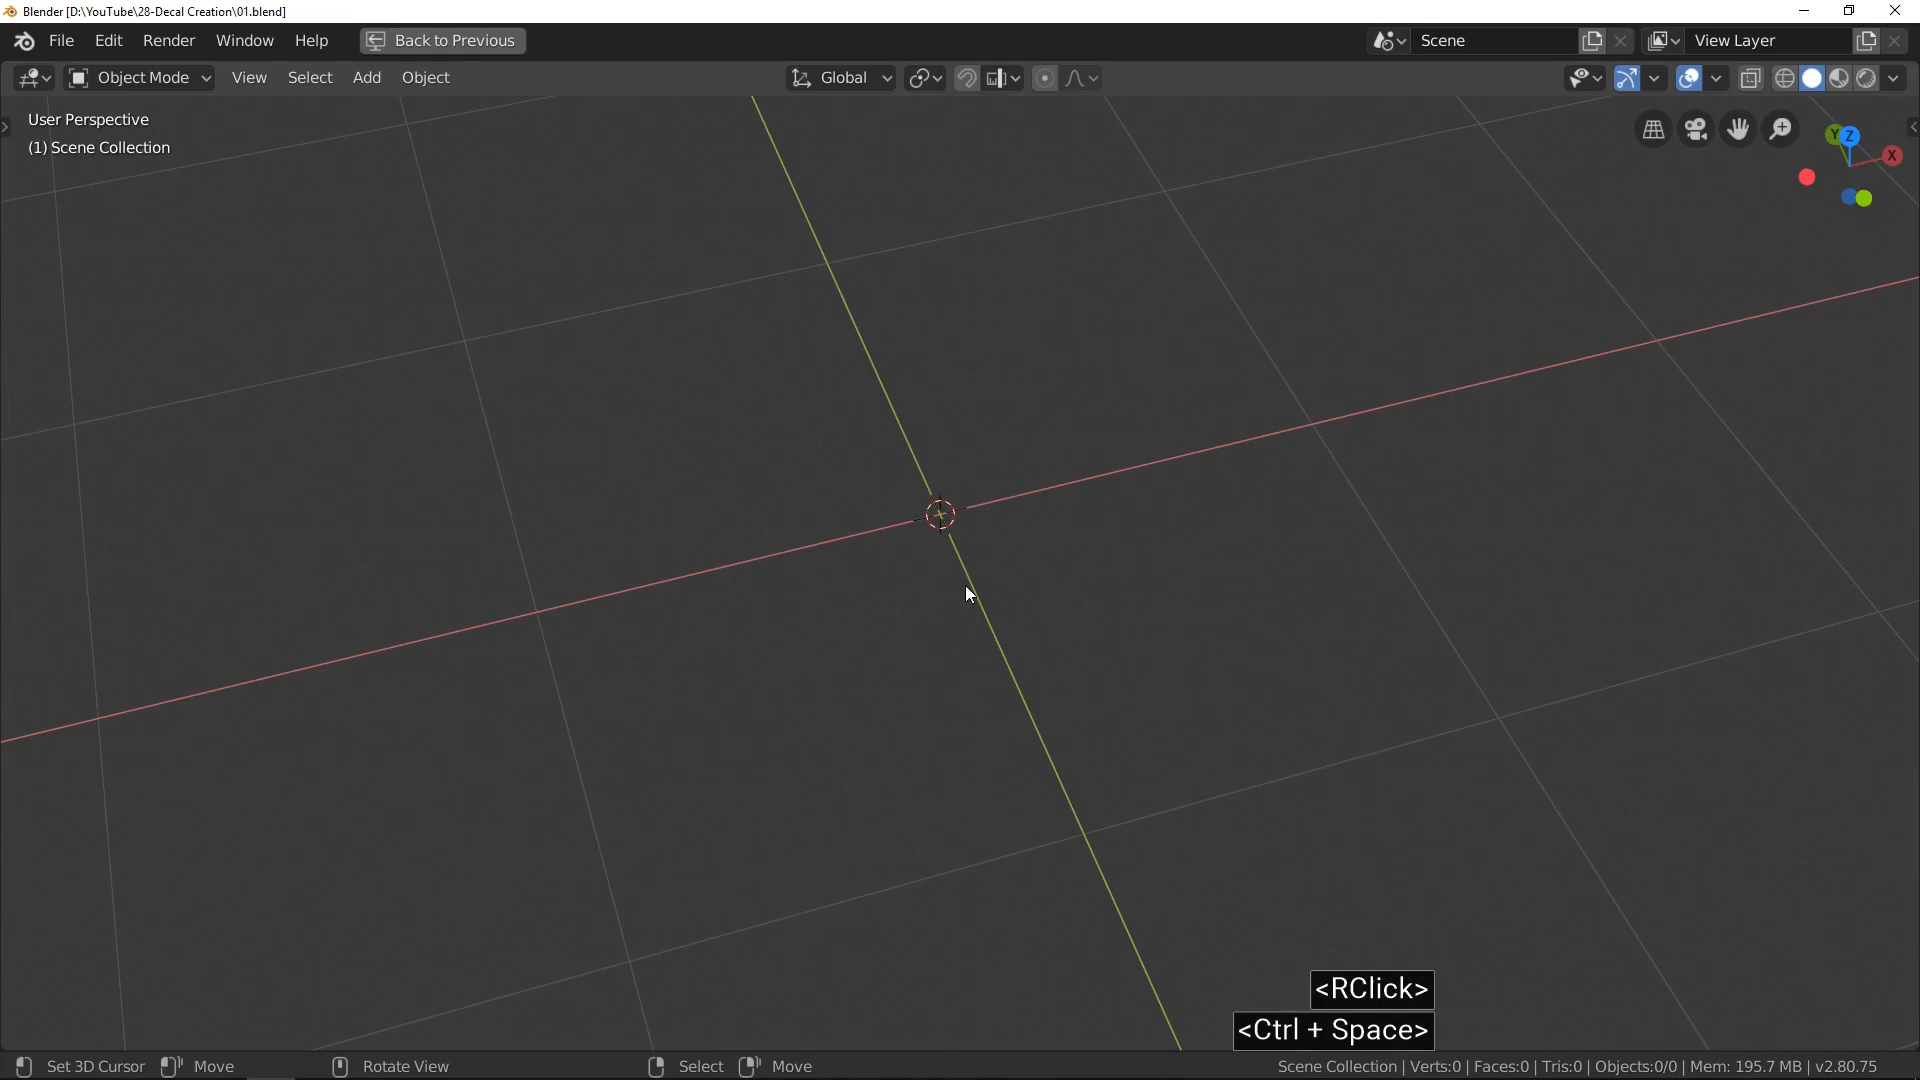 Blender [D:\YouTube\28-Decal Creation\01.blend]
File Edit Render Window Help Back to Previous Scene View Layer
Object Mode View Select Add Object Global
User Perspective
(1) Scene Collection
Y Z X
<RClick>
<Ctrl + Space>
Set 3D Cursor Move Rotate View Select Move Scene Collection | Verts:0 | Faces:0 | Tris:0 | Objects:0/0 | Mem: 195.7 MB | v2.80.75